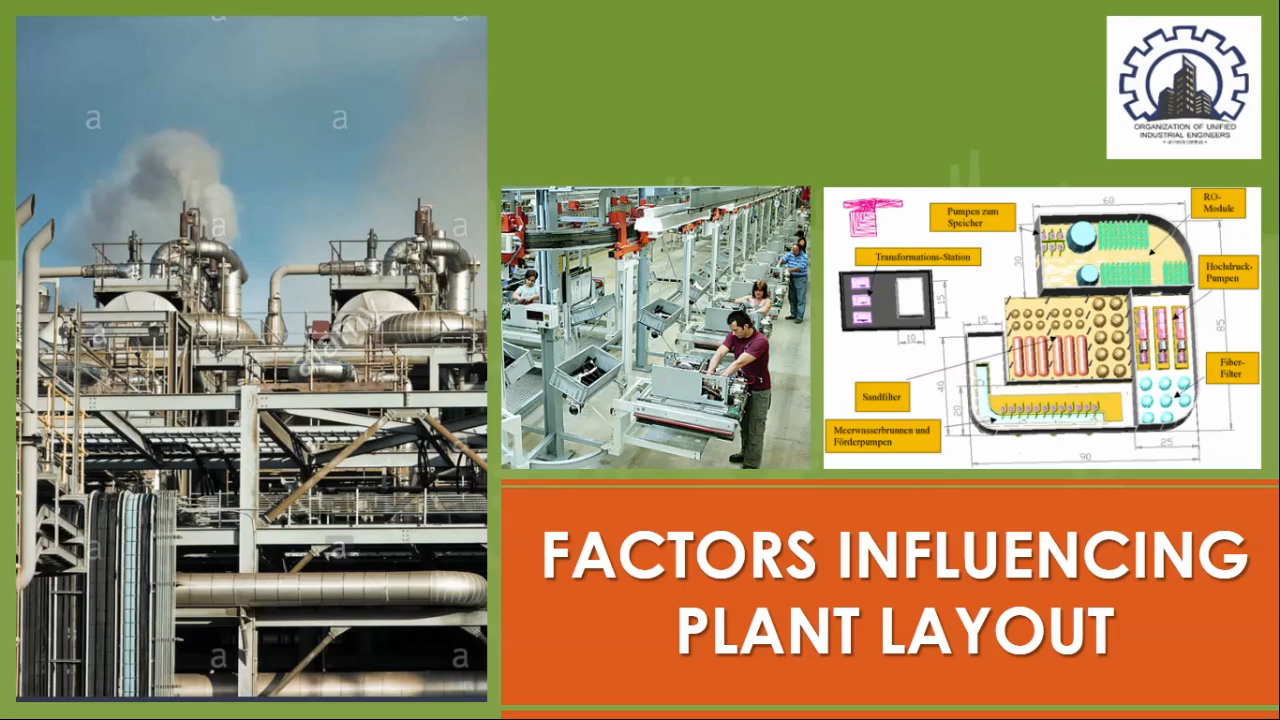 ORGANIZATION OF UNIFIED
INDUSTRIAL ENGINEERS
Pumpen zum
Speicher
RO-
Module
Transformations-Station
Hochdruck-
Pumpen
Fiber-
Filter
Sandfilter
Meerwasserbrunnen und
Förderpumpen
60
30
15
10
15
85
40
20
25
90
a
a
a
a
a
a
a
a
alamy
FACTORS INFLUENCING
PLANT LAYOUT